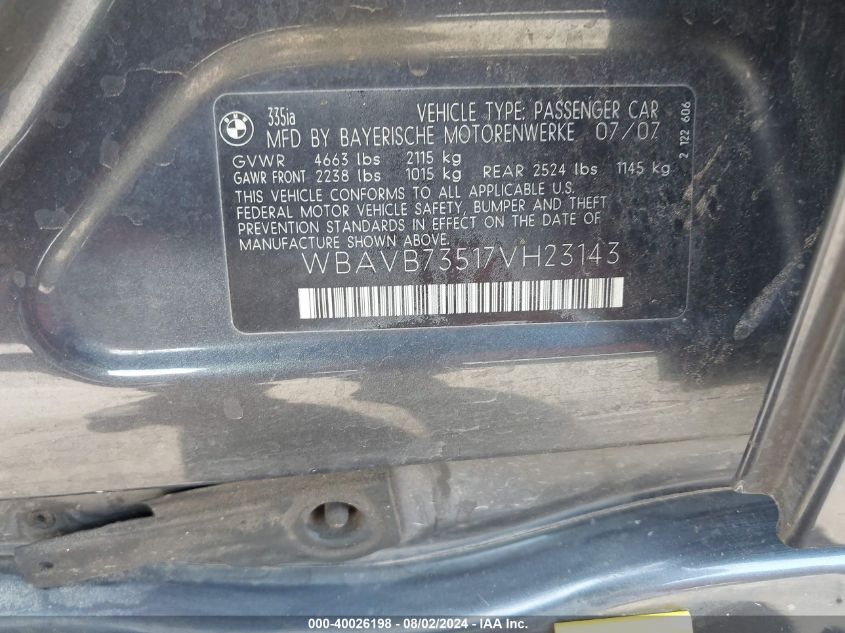 BMW
335ia
VEHICLE TYPE: PASSENGER CAR
MFD BY BAYERISCHE MOTORENWERKE 07/07
GVWR 4663 lbs 2115 kg
GAWR FRONT 2238 lbs 1015 kg REAR 2524 lbs 1145 kg
THIS VEHICLE CONFORMS TO ALL APPLICABLE U.S.
FEDERAL MOTOR VEHICLE SAFETY, BUMPER AND THEFT
PREVENTION STANDARDS IN EFFECT ON THE DATE OF
MANUFACTURE SHOWN ABOVE.
WBAVB73517VH23143
2 122 606
000-40026198 - 08/02/2024 - IAA Inc.